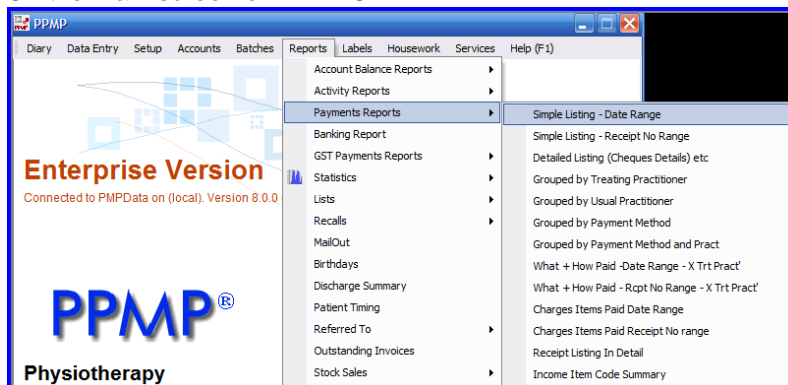 PPMP
Diary Data Entry Setup Accounts Batches Reports Labels Housework Services Help (F1)
Account Balance Reports
Activity Reports
Payments Reports
Banking Report
GST Payments Reports
Statistics
Lists
Recalls
MailOut
Birthdays
Discharge Summary
Patient Timing
Referred To
Outstanding Invoices
Stock Sales
Simple Listing - Date Range
Simple Listing - Receipt No Range
Detailed Listing (Cheques Details) etc
Grouped by Treating Practitioner
Grouped by Usual Practitioner
Grouped by Payment Method
Grouped by Payment Method and Pract
What + How Paid -Date Range - X Trt Pract'
What + How Paid - Rcpt No Range - X Trt Pract'
Charges Items Paid Date Range
Charges Items Paid Receipt No range
Receipt Listing In Detail
Income Item Code Summary
Enterprise Version
Connected to PMPData on (local). Version 8.0.0
PPMP®
Physiotherapy